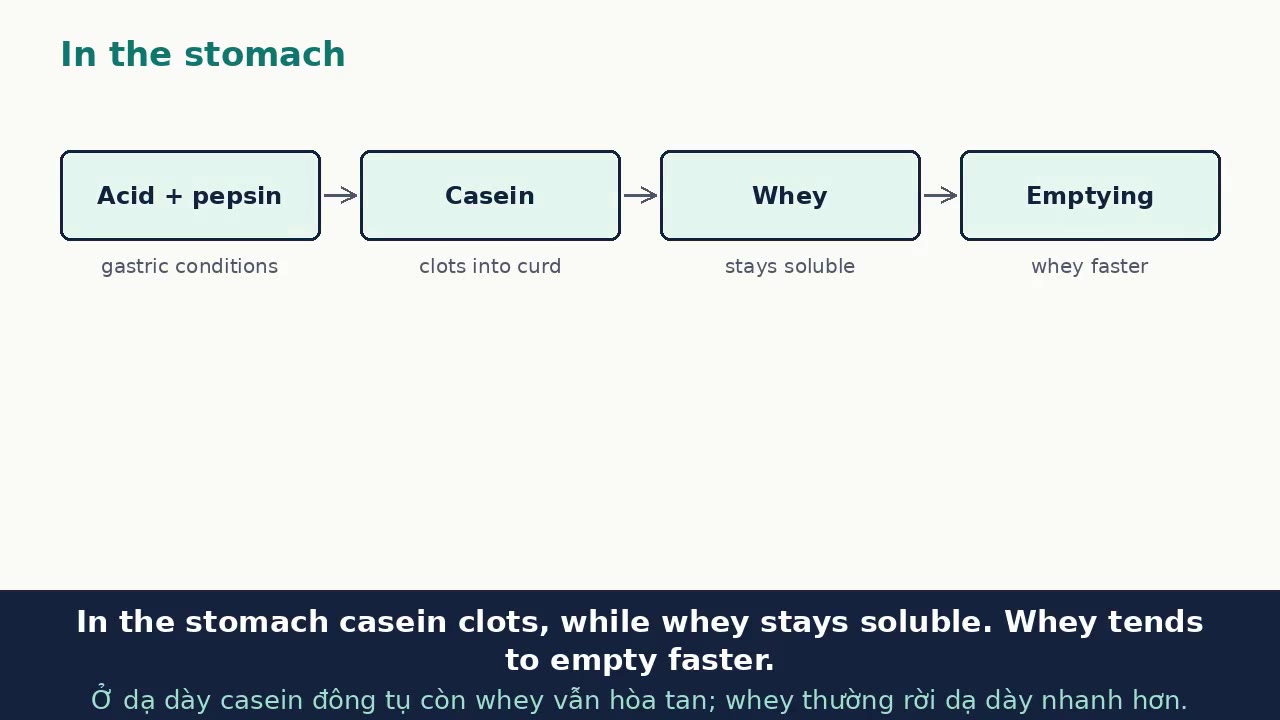 In the stomach
Acid + pepsin
Casein
Whey
Emptying
gastric conditions
clots into curd
stays soluble
whey faster
In the stomach casein clots, while whey stays soluble. Whey tends
to empty faster.
Ở dạ dày casein đông tụ còn whey vẫn hòa tan; whey thường rời dạ dày nhanh hơn.